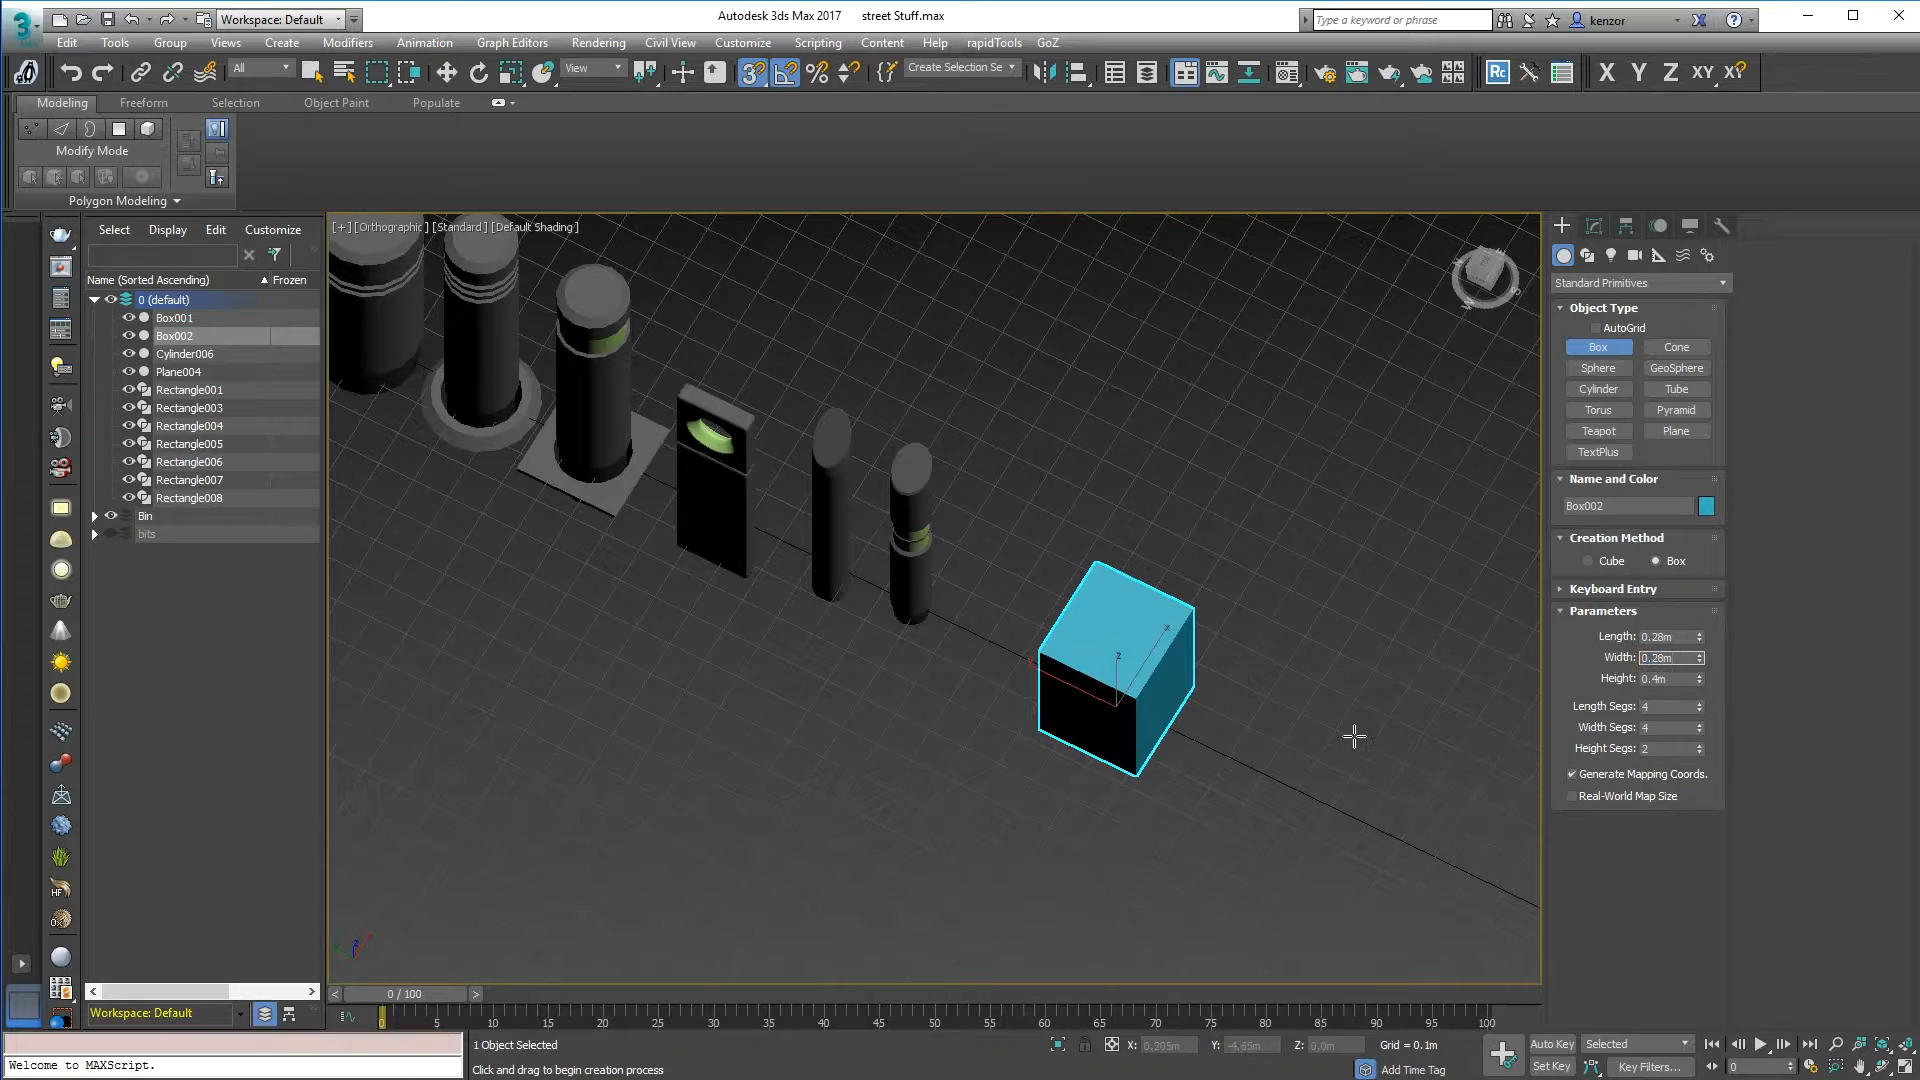 Workspace: Default
Autodesk 3ds Max 2017 street Stuff.max
Type a keyword or phrase
kenzor
Edit Tools Group Views Create Modifiers Animation Graph Editors Rendering Civil View Customize Scripting Content Help rapidTools GoZ
All View Create Selection Se Rc X Y Z XY XY
Modeling Freeform Selection Object Paint Populate
Modify Mode
Polygon Modeling
Select Display Edit Customize
Name (Sorted Ascending) Frozen
0 (default)
Box001
Box002
Cylinder006
Plane004
Rectangle001
Rectangle003
Rectangle004
Rectangle005
Rectangle006
Rectangle007
Rectangle008
Bin
bits
[+] [Orthographic] [Standard] [Default Shading]
Standard Primitives
Object Type
AutoGrid
Box Cone
Sphere GeoSphere
Cylinder Tube
Torus Pyramid
Teapot Plane
TextPlus
Name and Color
Box002
Creation Method
Cube Box
Keyboard Entry
Parameters
Length: 0.28m
Width: 0.28m
Height: 0.4m
Length Segs: 4
Width Segs: 4
Height Segs: 2
Generate Mapping Coords.
Real-World Map Size
0 / 100
Workspace: Default
0 5 10 15 20 25 30 35 40 45 50 55 60 65 70 75 80 85 90 95 100
1 Object Selected
X: 0.205m Y: -4.65m Z: 0.0m Grid = 0.1m
Auto Key Selected
Welcome to MAXScript.
Click and drag to begin creation process
Add Time Tag
Set Key Key Filters... 0